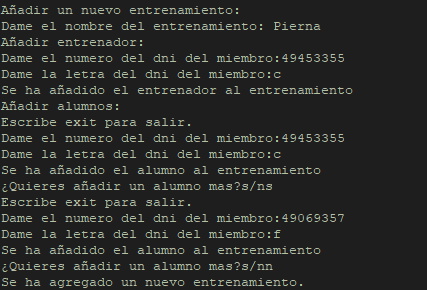 Añadir un nuevo entrenamiento:
Dame el nombre del entrenamiento: Pierna
Añadir entrenador:
Dame el numero del dni del miembro:49453355
Dame la letra del dni del miembro:c
Se ha añadido el entrenador al entrenamiento
Añadir alumnos:
Escribe exit para salir.
Dame el numero del dni del miembro:49453355
Dame la letra del dni del miembro:c
Se ha añadido el alumno al entrenamiento
¿Quieres añadir un alumno mas?s/ns
Escribe exit para salir.
Dame el numero del dni del miembro:49069357
Dame la letra del dni del miembro:f
Se ha añadido el alumno al entrenamiento
¿Quieres añadir un alumno mas?s/nn
Se ha agregado un nuevo entrenamiento.